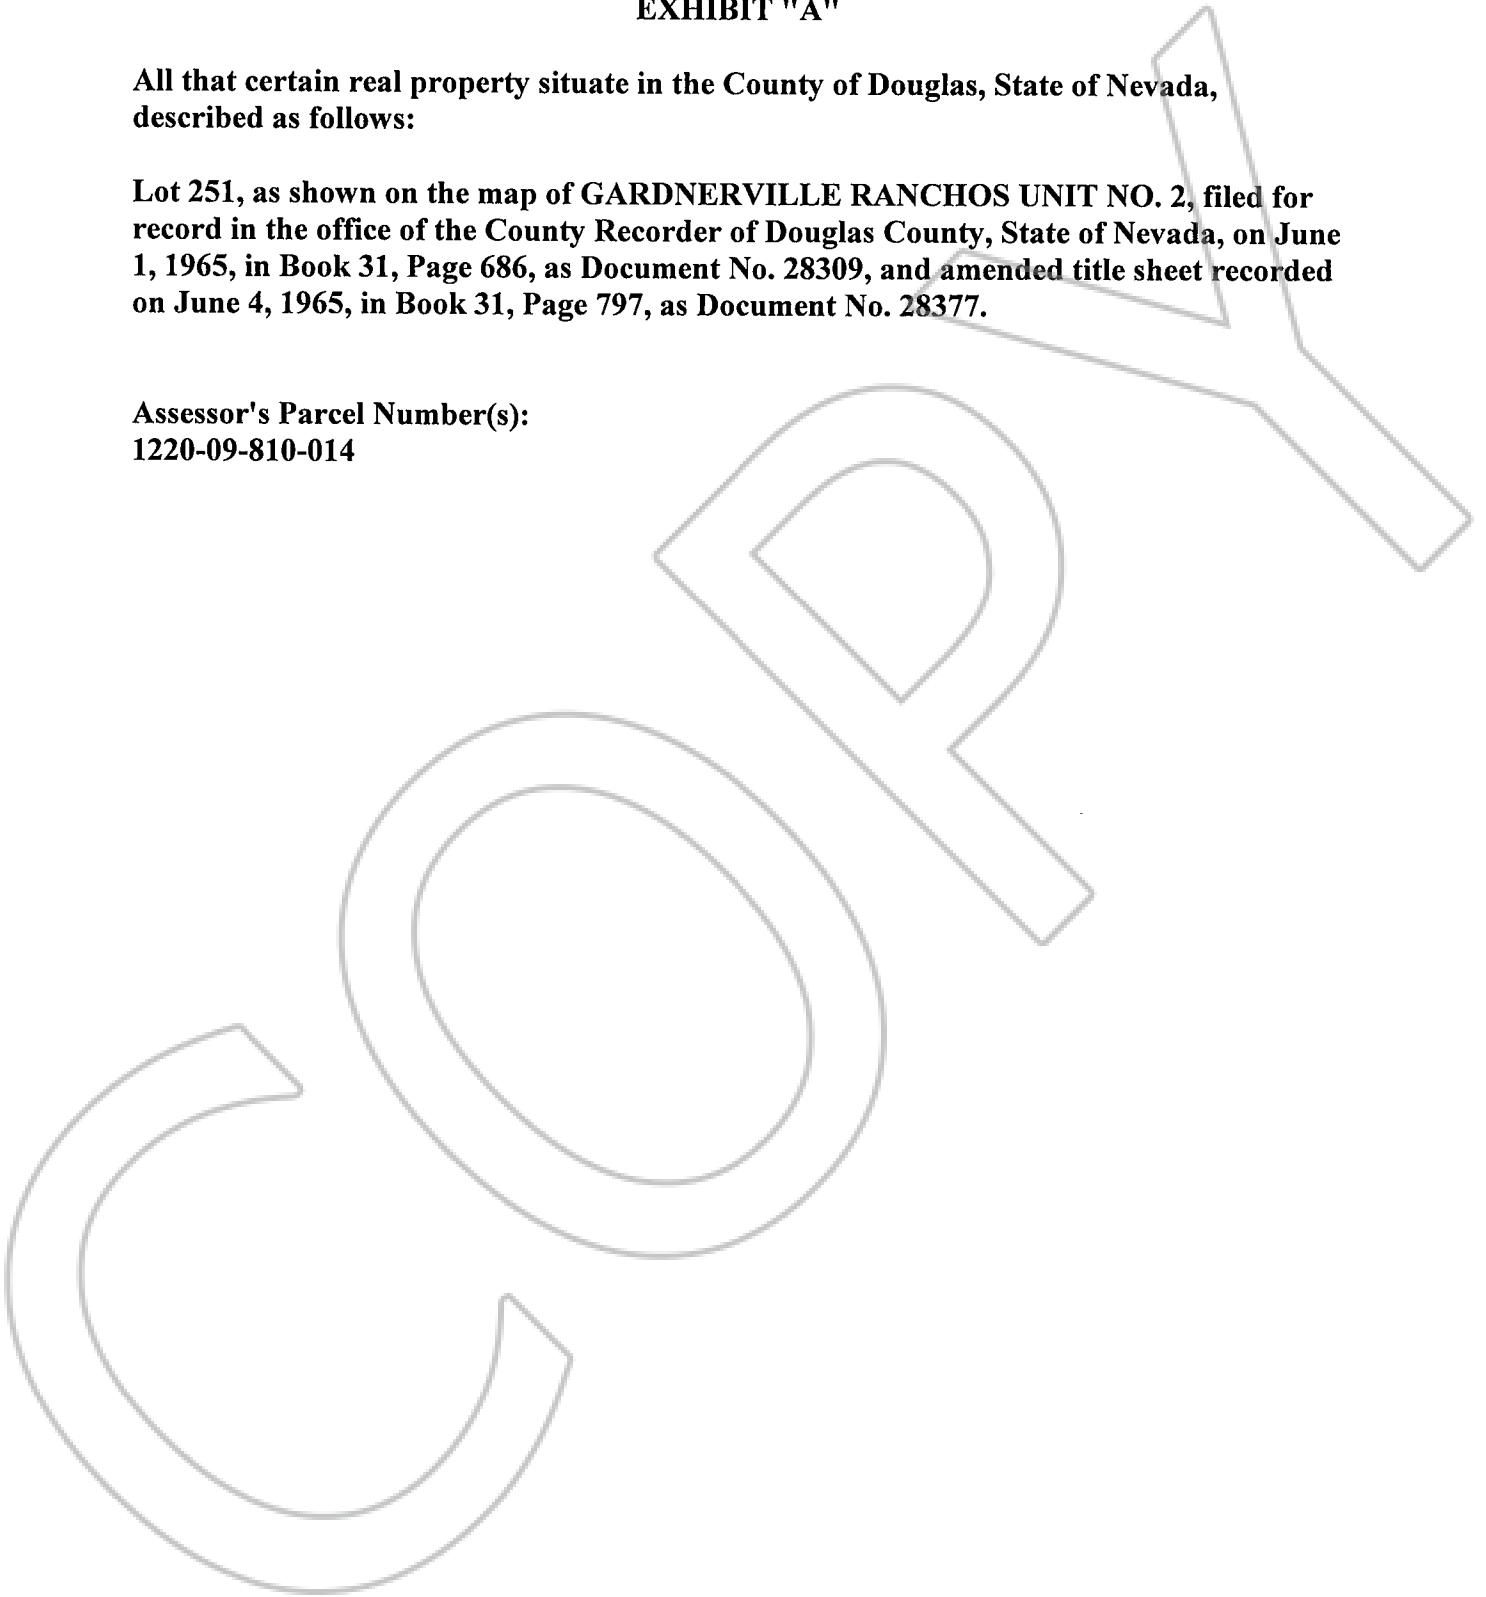 EXHIBIT "A"
All that certain real property situate in the County of Douglas, State of Nevada,
described as follows:
Lot 251, as shown on the map of GARDNERVILLE RANCHOS UNIT NO. 2, filed for
record in the office of the County Recorder of Douglas County, State of Nevada, on June
1, 1965, in Book 31, Page 686, as Document No. 28309, and amended title sheet recorded
on June 4, 1965, in Book 31, Page 797, as Document No. 28377.
Assessor's Parcel Number(s):
1220-09-810-014
COPY